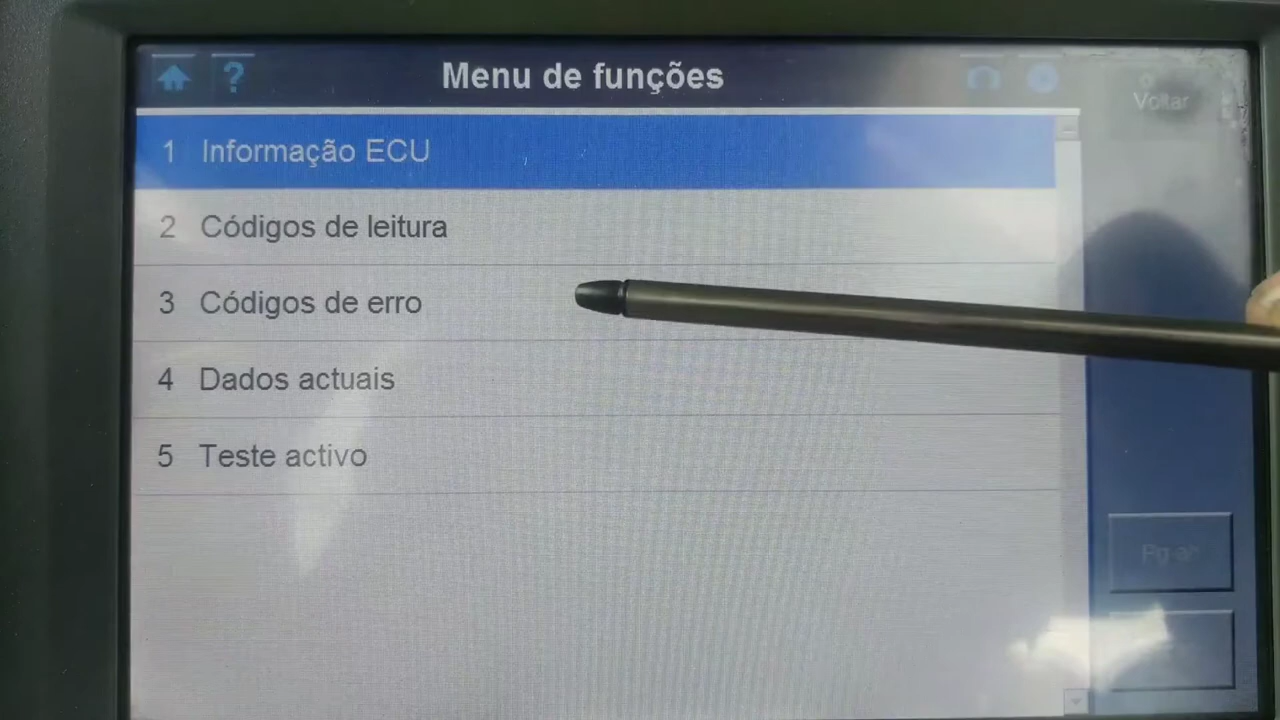 ?
Menu de funções
Voltar
1 Informação ECU
2 Códigos de leitura
3 Códigos de erro
4 Dados actuais
5 Teste activo